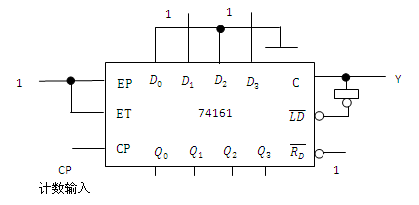 1 1
EP D0 D1 D2 D3 C Y
1
ET 74161 LD
CP Q0 Q1 Q2 Q3 RD
CP 1
计数输入